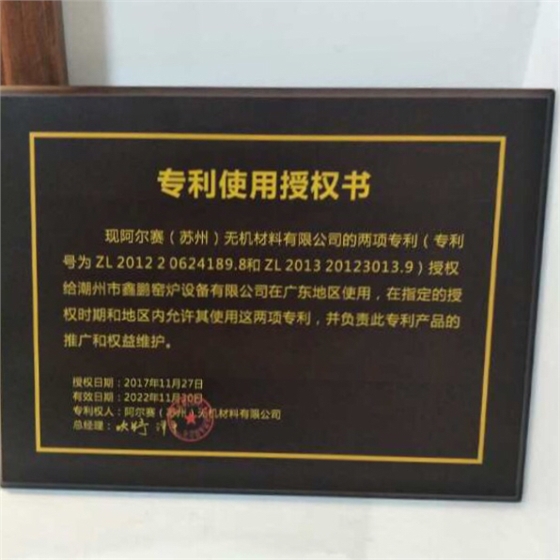 专利使用授权书
现阿尔赛（苏州）无机材料有限公司的两项专利（专利
号为 ZL 2012 2 0624189.8和 ZL 2013 20123013.9）授权
给潮州市鑫鹏窑炉设备有限公司在广东地区使用，在指定的授
权时期和地区内允许其使用这两项专利，并负责此专利产品的
推广和权益维护。
授权日期：2017年11月27日
有效日期：2022年11月30日
专利权人：阿尔赛（苏州）无机材料有限公司
总经理：